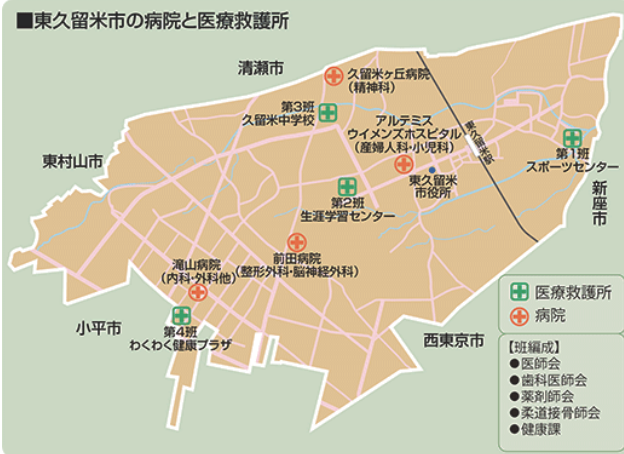 ■東久留米市の病院と医療救護所
清瀬市
久留米ヶ丘病院
（精神科）
第3班
久留米中学校
アルテミス
ウイメンズホスピタル
（産婦人科・小児科）
東久留米駅
第1班
スポーツセンター
東村山市
東久留米
市役所
新座市
第2班
生涯学習センター
前田病院
（整形外科・脳神経外科）
滝山病院
（内科・外科他）
小平市
第4班
わくわく健康プラザ
西東京市
医療救護所
病院
【班編成】
●医師会
●歯科医師会
●薬剤師会
●柔道接骨師会
●健康課